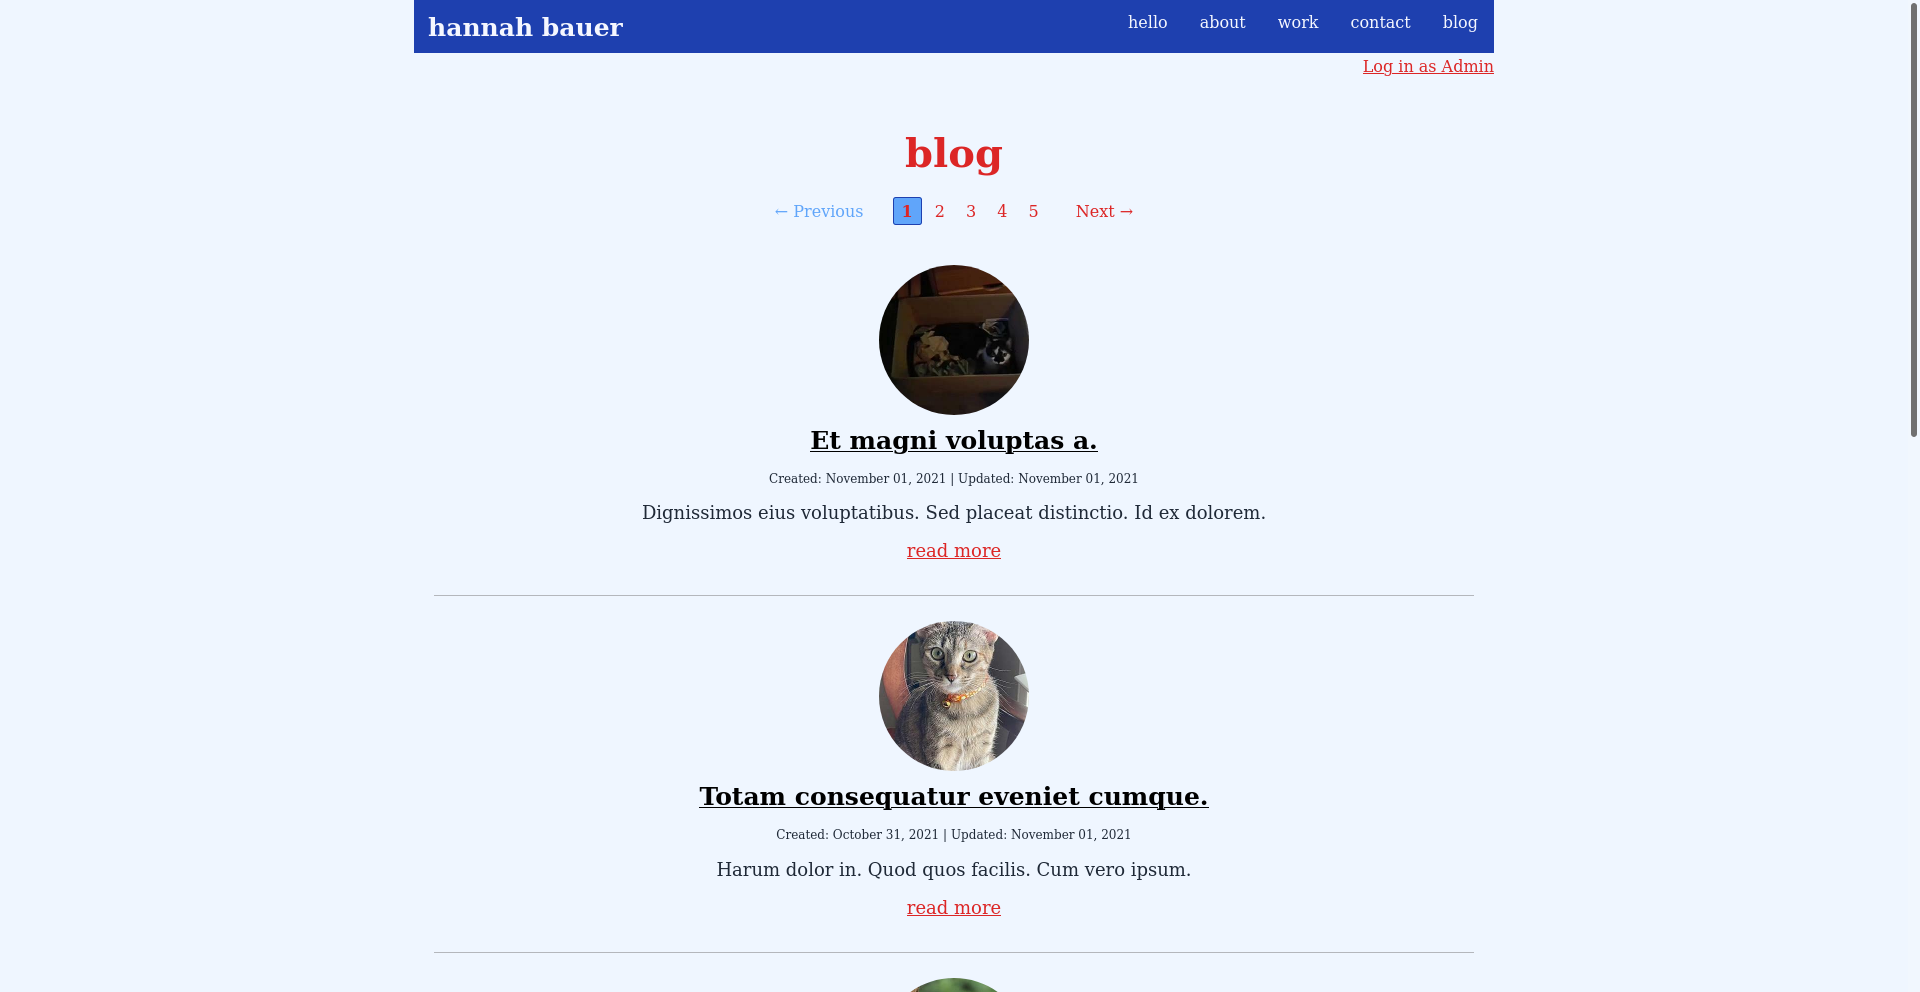 hannah bauer hello about work contact blog
Log in as Admin
blog
← Previous 1 2 3 4 5 Next →
Et magni voluptas a.
Created: November 01, 2021 | Updated: November 01, 2021
Dignissimos eius voluptatibus. Sed placeat distinctio. Id ex dolorem.
read more
Totam consequatur eveniet cumque.
Created: October 31, 2021 | Updated: November 01, 2021
Harum dolor in. Quod quos facilis. Cum vero ipsum.
read more